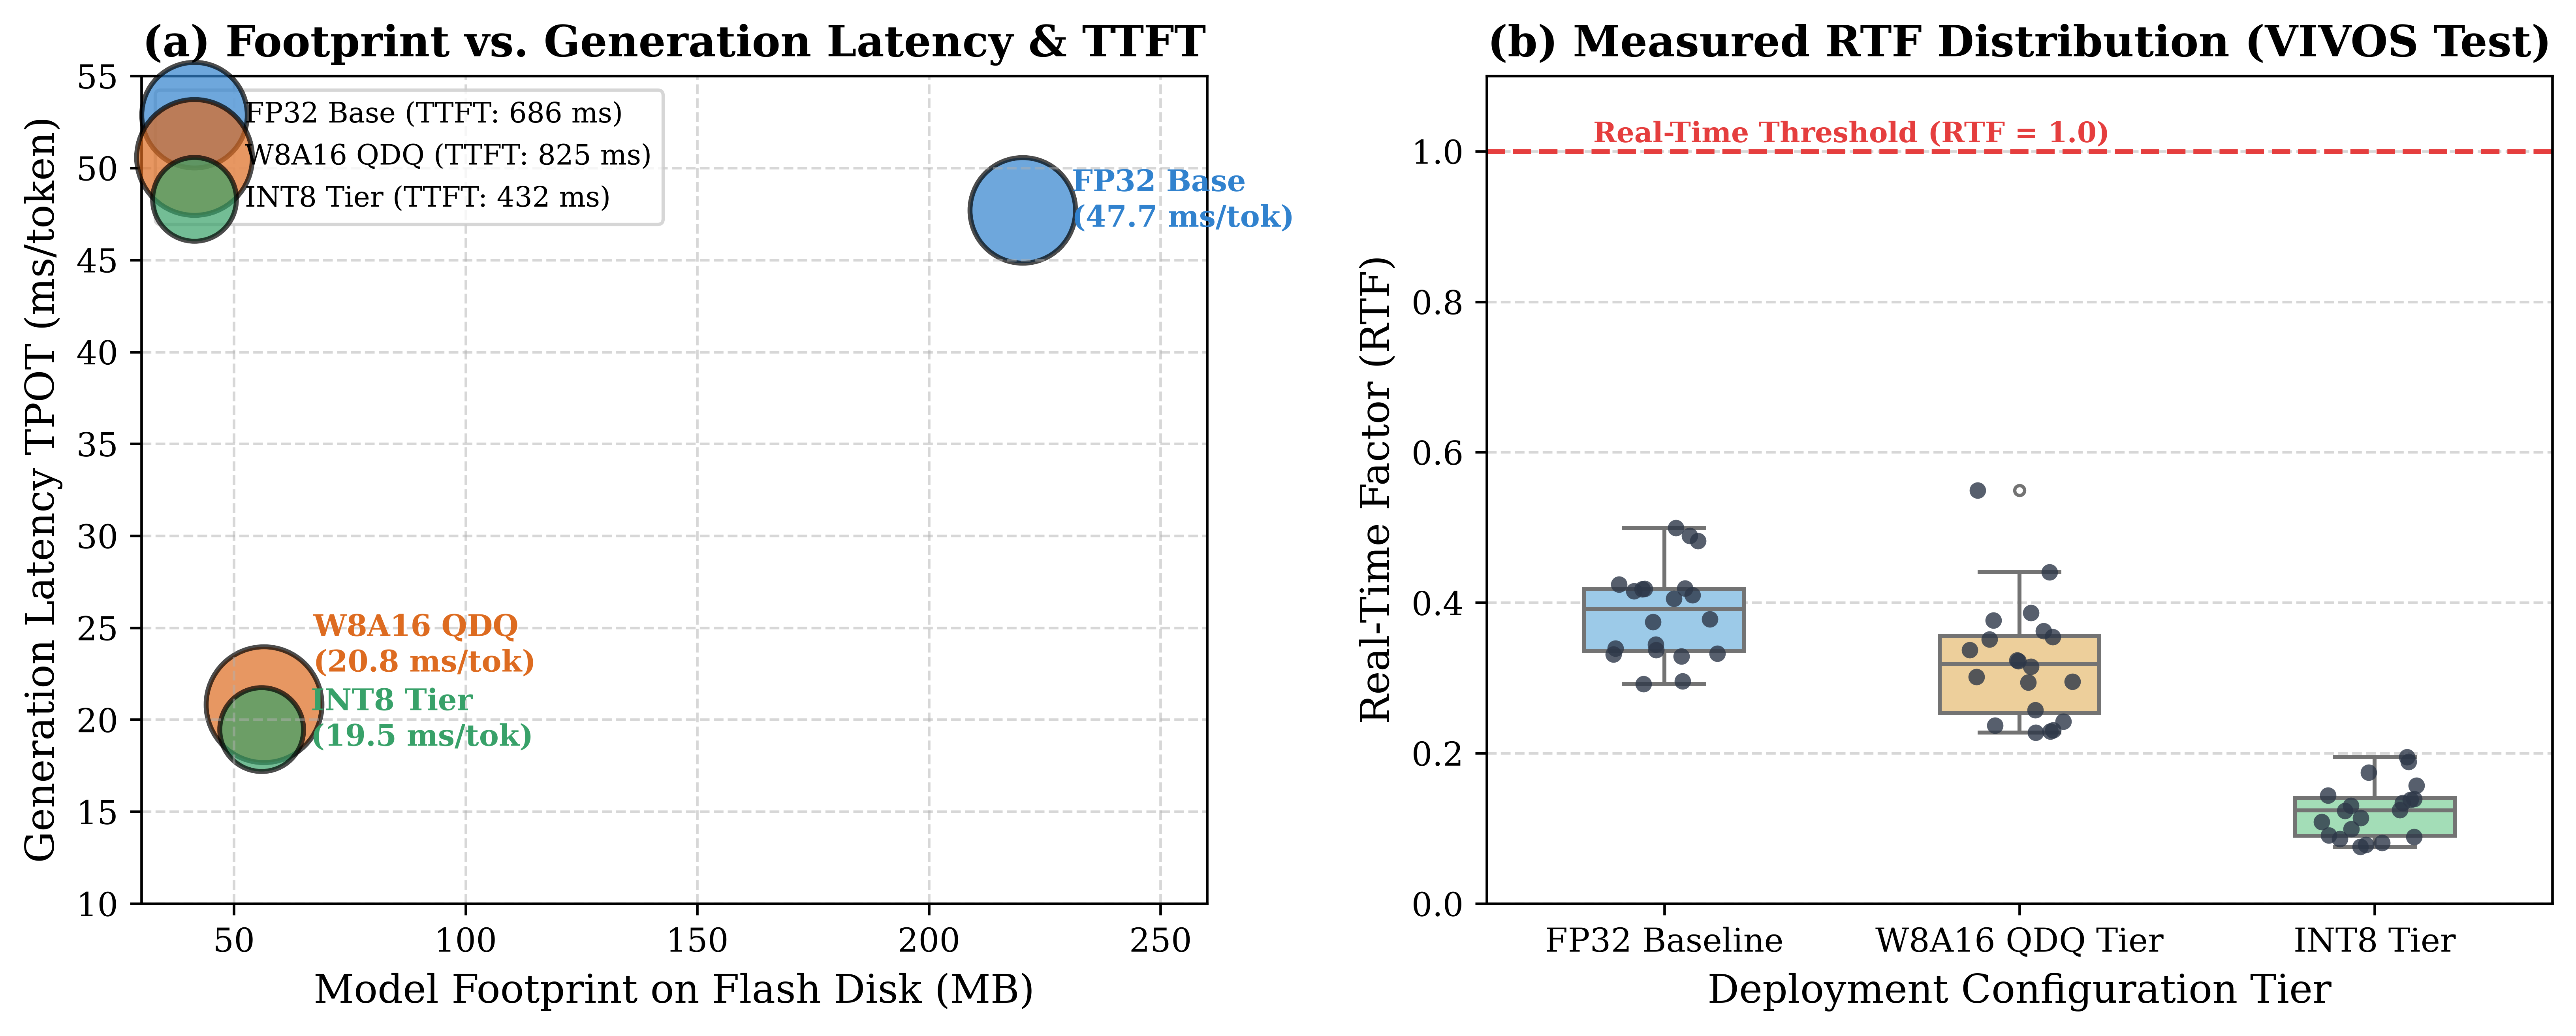 (a) Footprint vs. Generation Latency & TTFT
Generation Latency TPOT (ms/token)
55
50
45
40
35
30
25
20
15
10
FP32 Base (TTFT: 686 ms)
W8A16 QDQ (TTFT: 825 ms)
INT8 Tier (TTFT: 432 ms)
FP32 Base
(47.7 ms/tok)
W8A16 QDQ
(20.8 ms/tok)
INT8 Tier
(19.5 ms/tok)
50 100 150 200 250
Model Footprint on Flash Disk (MB)
(b) Measured RTF Distribution (VIVOS Test)
Real-Time Factor (RTF)
Real-Time Threshold (RTF = 1.0)
1.0
0.8
0.6
0.4
0.2
0.0
FP32 Baseline W8A16 QDQ Tier INT8 Tier
Deployment Configuration Tier